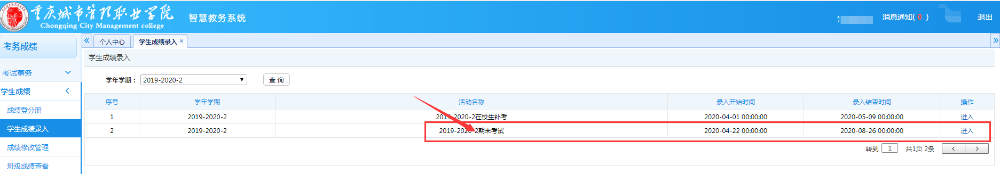 重庆城市管理职业学院
Chongqing City Management college
智慧教务系统
消息通知( 0 )
退出
考务成绩
考试事务
学生成绩
成绩登分册
学生成绩录入
成绩修改管理
班级成绩查看
个人中心
学生成绩录入 ×
学生成绩录入
学年学期： 2019-2020-2 查 询
序号 学年学期 活动名称 录入开始时间 录入结束时间 操作
1 2019-2020-2 2019-2020-2在校生补考 2020-04-01 00:00:00 2020-05-09 00:00:00 进入
2 2019-2020-2 2019-2020-2期末考试 2020-04-22 00:00:00 2020-08-26 00:00:00 进入
转到 1 共1页 2条